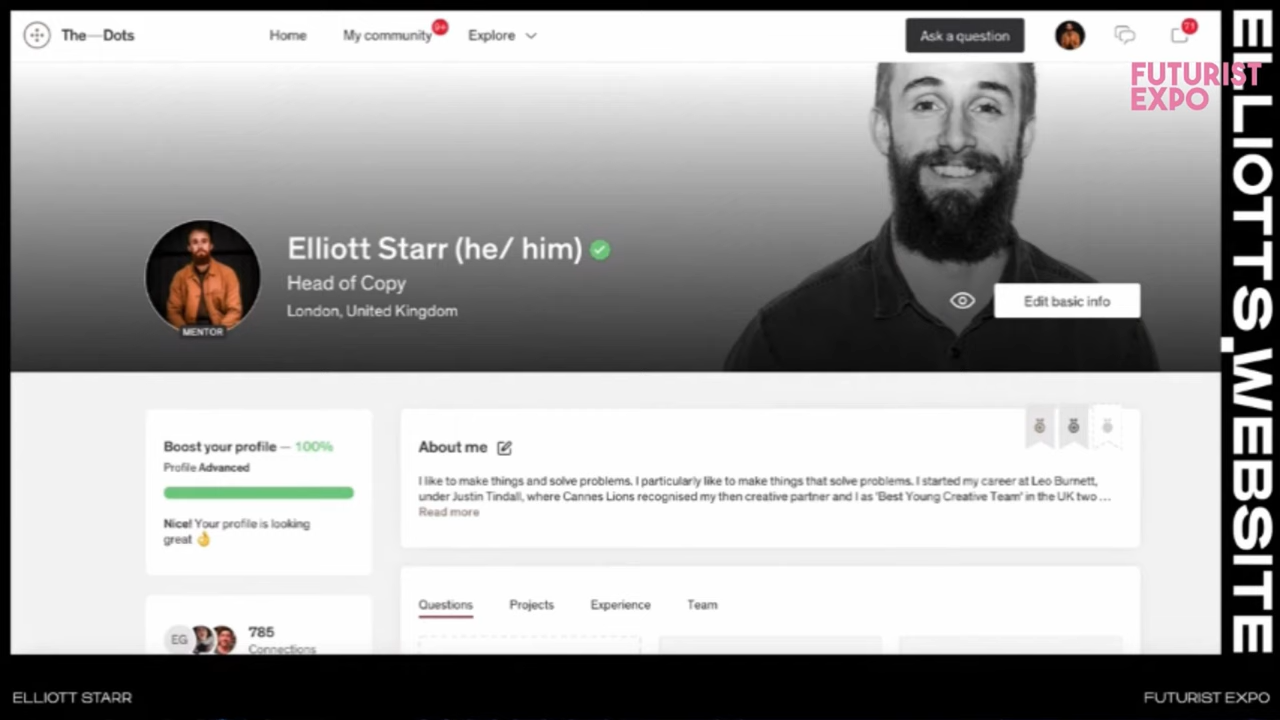 The—Dots
Home
My community
9+
Explore
Ask a question
71
FUTURIST
EXPO
ELLIOTTS.WEBSITE
Elliott Starr (he/ him)
Head of Copy
London, United Kingdom
MENTOR
Edit basic info
Boost your profile — 100%
Profile Advanced
Nice! Your profile is looking
great 👌
EG
785
Connections
About me
I like to make things and solve problems. I particularly like to make things that solve problems. I started my career at Leo Burnett,
under Justin Tindall, where Cannes Lions recognised my then creative partner and I as 'Best Young Creative Team' in the UK two ...
Read more
Questions
Projects
Experience
Team
ELLIOTT STARR
FUTURIST EXPO